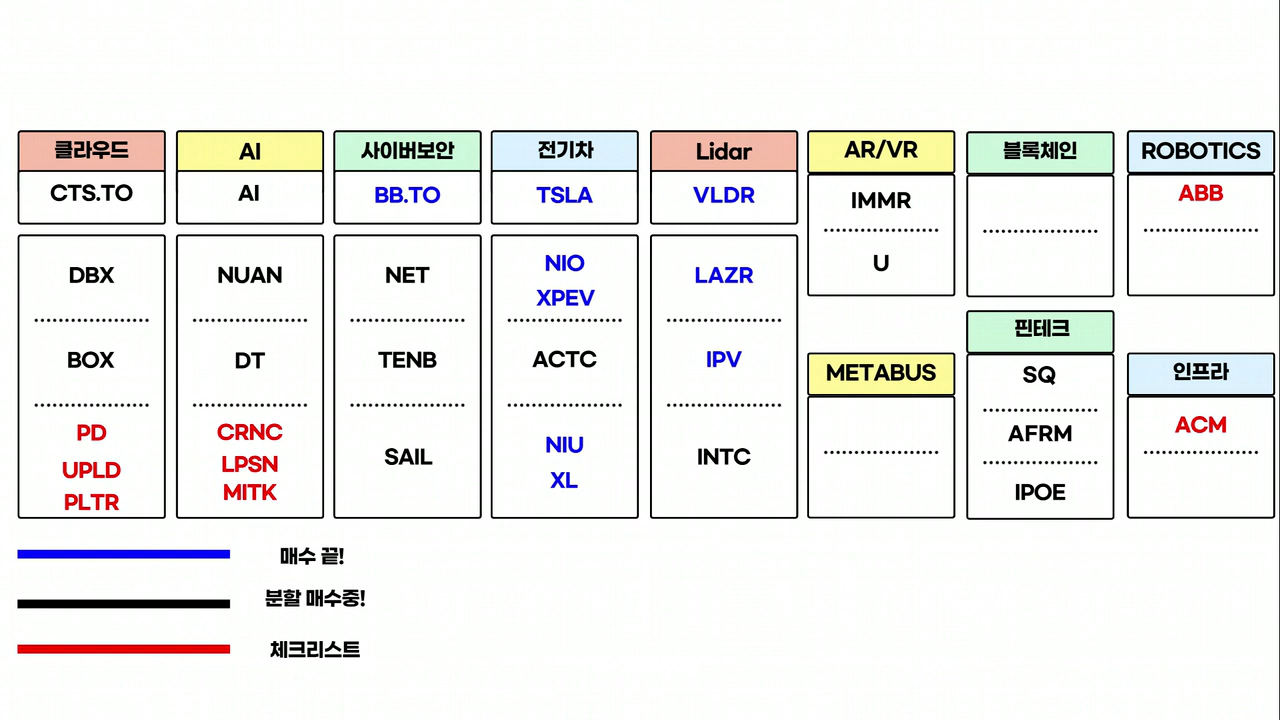 클라우드
CTS.TO
DBX
BOX
PD
UPLD
PLTR
AI
AI
NUAN
DT
CRNC
LPSN
MITK
사이버보안
BB.TO
NET
TENB
SAIL
전기차
TSLA
NIO
XPEV
ACTC
NIU
XL
Lidar
VLDR
LAZR
IPV
INTC
AR/VR
IMMR
U
METABUS
블록체인
핀테크
SQ
AFRM
IPOE
ROBOTICS
ABB
인프라
ACM
매수 끝!
분할 매수중!
체크리스트